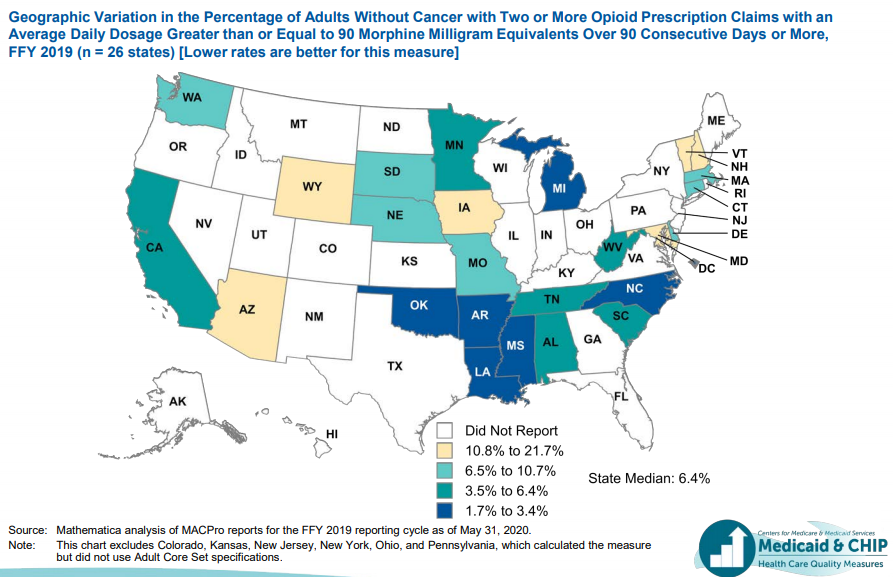 Geographic Variation in the Percentage of Adults Without Cancer with Two or More Opioid Prescription Claims with an
Average Daily Dosage Greater than or Equal to 90 Morphine Milligram Equivalents Over 90 Consecutive Days or More,
FFY 2019 (n = 26 states) [Lower rates are better for this measure]
WA
MT
ND
MN
ME
OR
ID
WI
VT
NH
SD
NY
MA
WY
MI
RI
CT
IA
PA
NJ
NE
NV
OH
DE
UT
IL
IN
CA
CO
WV
MD
KS
MO
VA
DC
KY
NC
TN
OK
AZ
NM
AR
SC
MS
AL
GA
TX
LA
FL
AK
HI
Did Not Report
10.8% to 21.7%
6.5% to 10.7%
3.5% to 6.4%
1.7% to 3.4%
State Median: 6.4%
Source: Mathematica analysis of MACPro reports for the FFY 2019 reporting cycle as of May 31, 2020.
Note: This chart excludes Colorado, Kansas, New Jersey, New York, Ohio, and Pennsylvania, which calculated the measure
but did not use Adult Core Set specifications.
Centers for Medicare & Medicaid Services
Medicaid & CHIP
Health Care Quality Measures